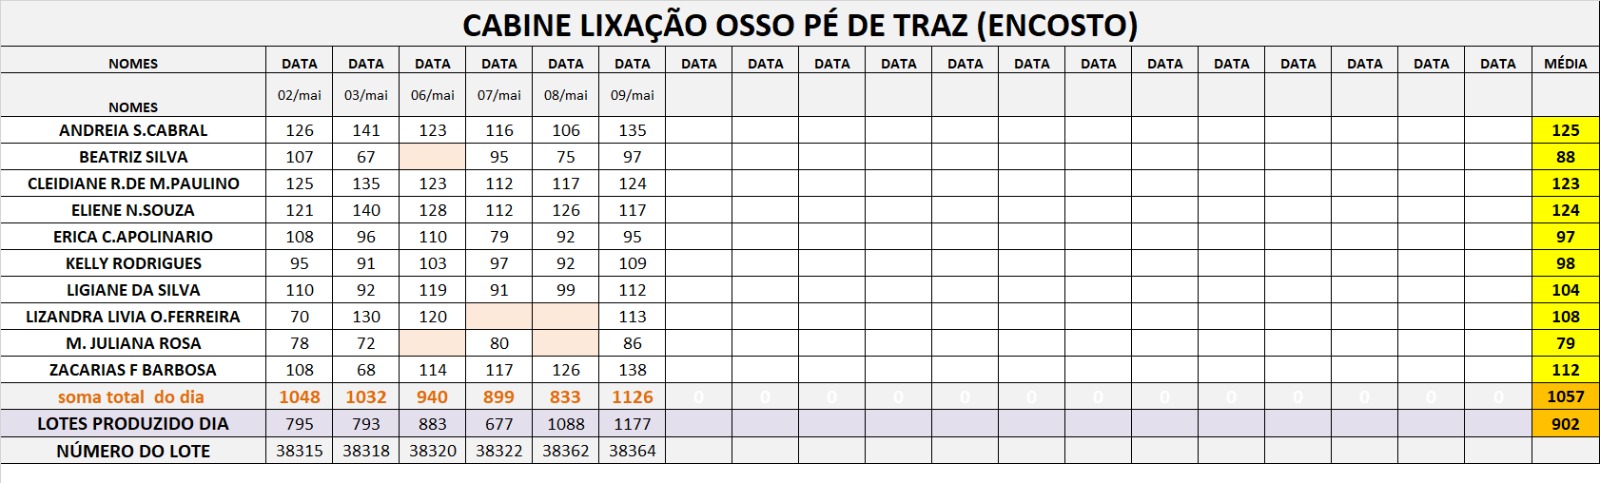 CABINE LIXAÇÃO OSSO PÉ DE TRAZ (ENCOSTO)
NOMES DATA DATA DATA DATA DATA DATA DATA DATA DATA DATA DATA DATA DATA DATA DATA DATA DATA DATA DATA MÉDIA
NOMES 02/mai 03/mai 06/mai 07/mai 08/mai 09/mai
ANDREIA S.CABRAL 126 141 123 116 106 135 125
BEATRIZ SILVA 107 67 95 75 97 88
CLEIDIANE R.DE M.PAULINO 125 135 123 112 117 124 123
ELIENE N.SOUZA 121 140 128 112 126 117 124
ERICA C.APOLINARIO 108 96 110 79 92 95 97
KELLY RODRIGUES 95 91 103 97 92 109 98
LIGIANE DA SILVA 110 92 119 91 99 112 104
LIZANDRA LIVIA O.FERREIRA 70 130 120 113 108
M. JULIANA ROSA 78 72 80 86 79
ZACARIAS F BARBOSA 108 68 114 117 126 138 112
soma total do dia 1048 1032 940 899 833 1126 0 0 0 0 0 0 0 0 0 0 0 0 0 1057
LOTES PRODUZIDO DIA 795 793 883 677 1088 1177 902
NÚMERO DO LOTE 38315 38318 38320 38322 38362 38364